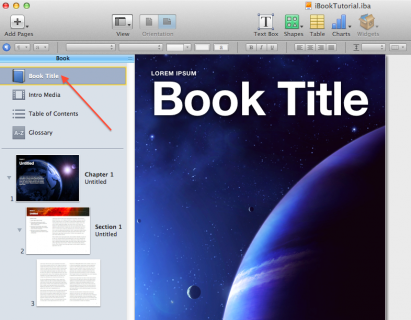 iBookTutorial.iba
Add Pages
View
Orientation
Text Box
Shapes
Table
Charts
Widgets
B I U
Book
Book Title
Intro Media
Table of Contents
A-Z
Glossary
Untitled
Chapter 1
Untitled
1
Section 1
Untitled
2
3
LOREM IPSUM
Book Title